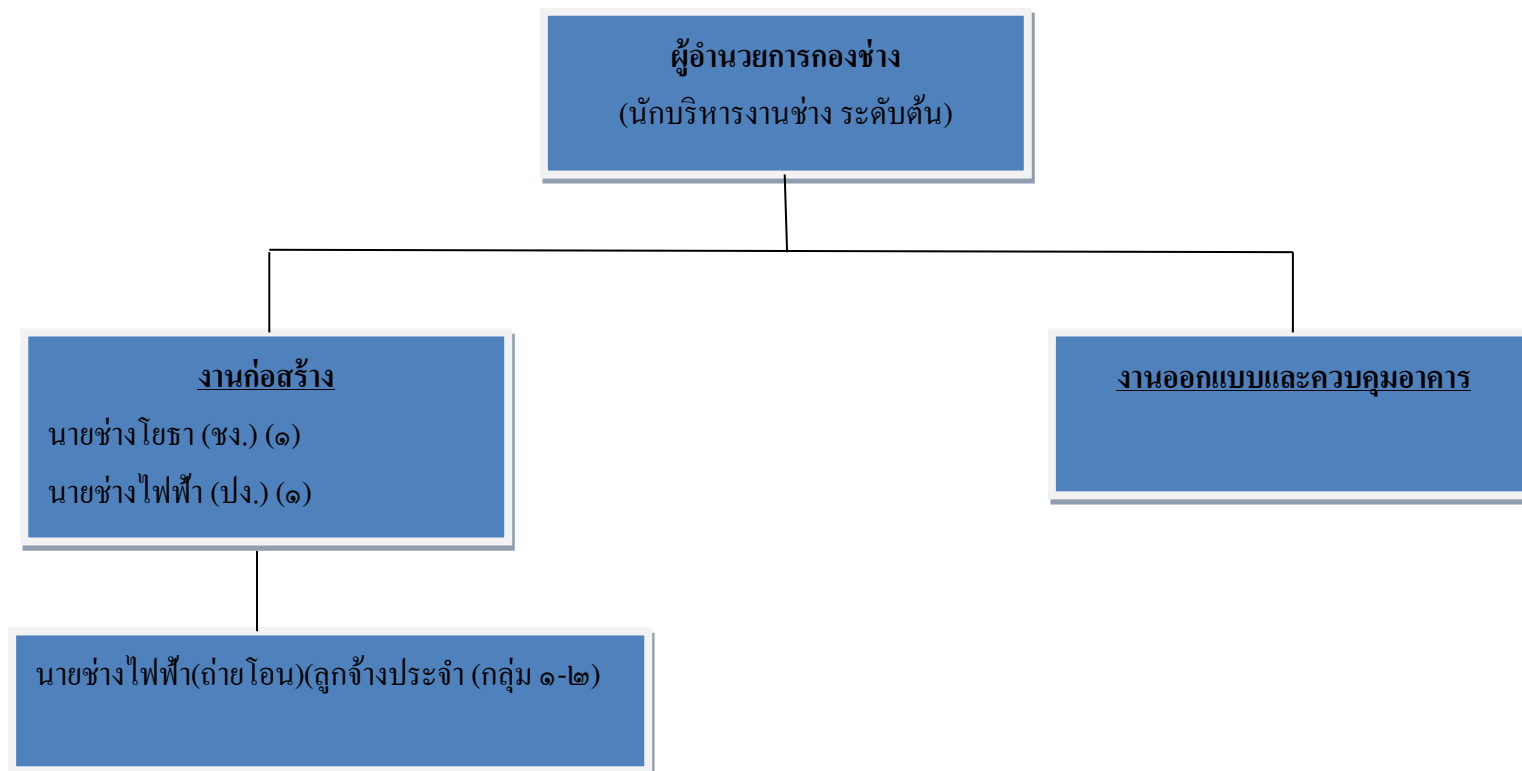 ผู้อำนวยการกองช่าง
(นักบริหารงานช่าง ระดับต้น)
งานก่อสร้าง
นายช่างโยธา (ชง.) (๑)
นายช่างไฟฟ้า (ปง.) (๑)
งานออกแบบและควบคุมอาคาร
นายช่างไฟฟ้า(ถ่ายโอน)(ลูกจ้างประจำ (กลุ่ม ๑-๒)